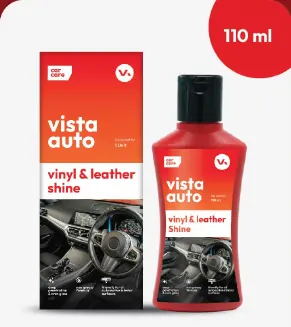 110 ml
car
care
vista
auto
vinyl & leather
shine
car
care
vista
auto
vinyl & leather
Shine